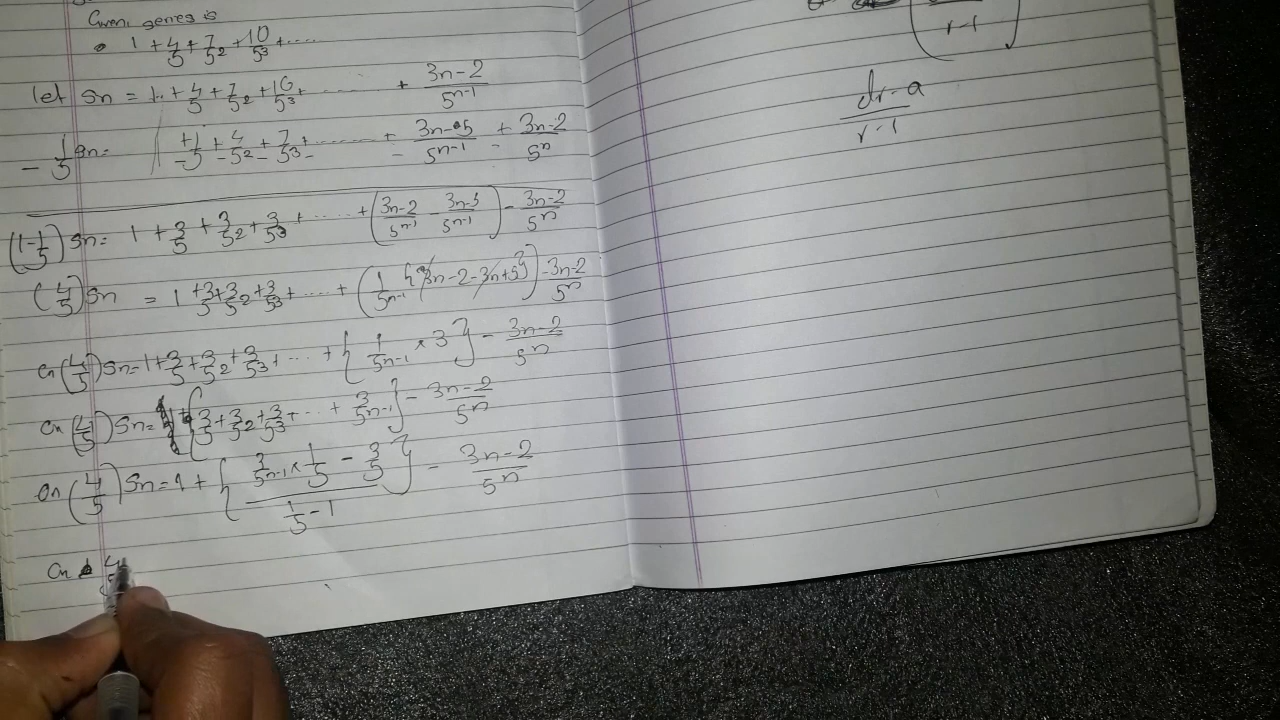 Given series is
1 + 4/5 + 7/5² + 10/5³ + ....
let Sn = 1 + 4/5 + 7/5² + 10/5³ + ........ + (3n-2)/5ⁿ⁻¹
- 1/5 Sn = 1/5 + 4/5² + 7/5³ + ........ + (3n-5)/5ⁿ⁻¹ + (3n-2)/5ⁿ
(1-1/5) Sn = 1 + 3/5 + 3/5² + 3/5³ + ...... + ((3n-2)/5ⁿ⁻¹ - (3n-5)/5ⁿ⁻¹) - (3n-2)/5ⁿ
(4/5) Sn = 1 + 3/5 + 3/5² + 3/5³ + ..... + (1/5ⁿ⁻¹ {3n-2-3n+5}) - (3n-2)/5ⁿ
or (4/5) Sn = 1 + 3/5 + 3/5² + 3/5³ + ... + {1/5ⁿ⁻¹ × 3} - (3n-2)/5ⁿ
or (4/5) Sn = 1 + {3/5 + 3/5² + 3/5³ + ... + 3/5ⁿ⁻¹} - (3n-2)/5ⁿ
or (4/5) Sn = 1 + {(3/5ⁿ⁻¹ × 1/5 - 3/5)/(1/5 - 1)} - (3n-2)/5ⁿ
or 4/5
r-1
(lr-a)/(r-1)